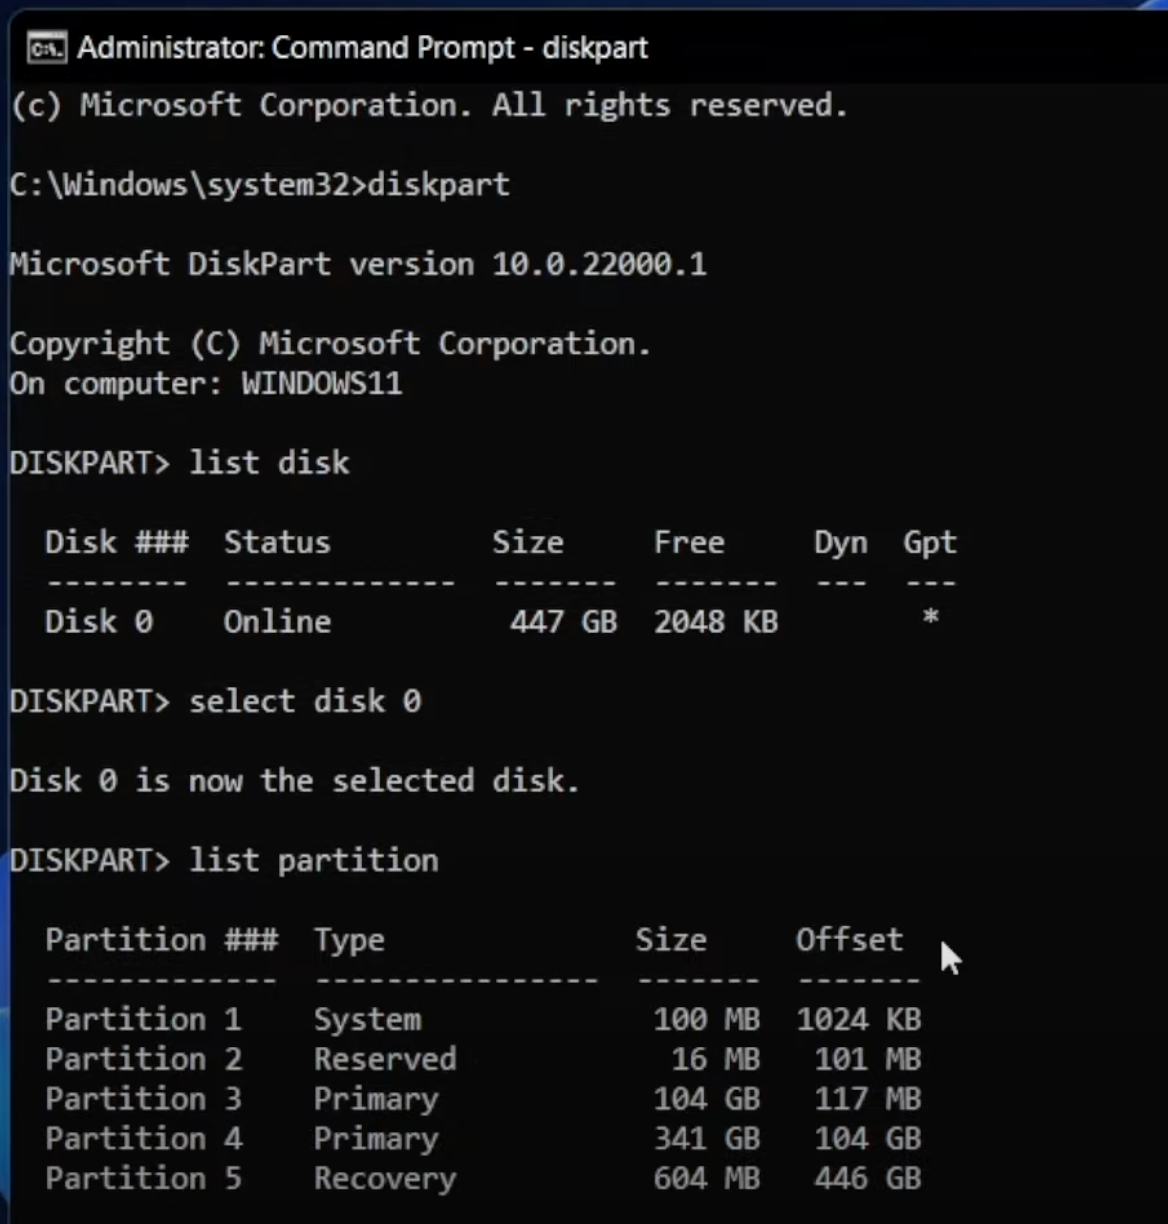 Administrator: Command Prompt - diskpart
(c) Microsoft Corporation. All rights reserved.
C:\Windows\system32>diskpart
Microsoft DiskPart version 10.0.22000.1
Copyright (C) Microsoft Corporation.
On computer: WINDOWS11
DISKPART> list disk
Disk ###  Status         Size     Free     Dyn  Gpt
--------  -------------  -------  -------  ---  ---
Disk 0    Online          447 GB  2048 KB        *
DISKPART> select disk 0
Disk 0 is now the selected disk.
DISKPART> list partition
Partition ###  Type              Size     Offset
-------------  ----------------  -------  -------
Partition 1    System             100 MB  1024 KB
Partition 2    Reserved            16 MB   101 MB
Partition 3    Primary            104 GB   117 MB
Partition 4    Primary            341 GB   104 GB
Partition 5    Recovery           604 MB   446 GB